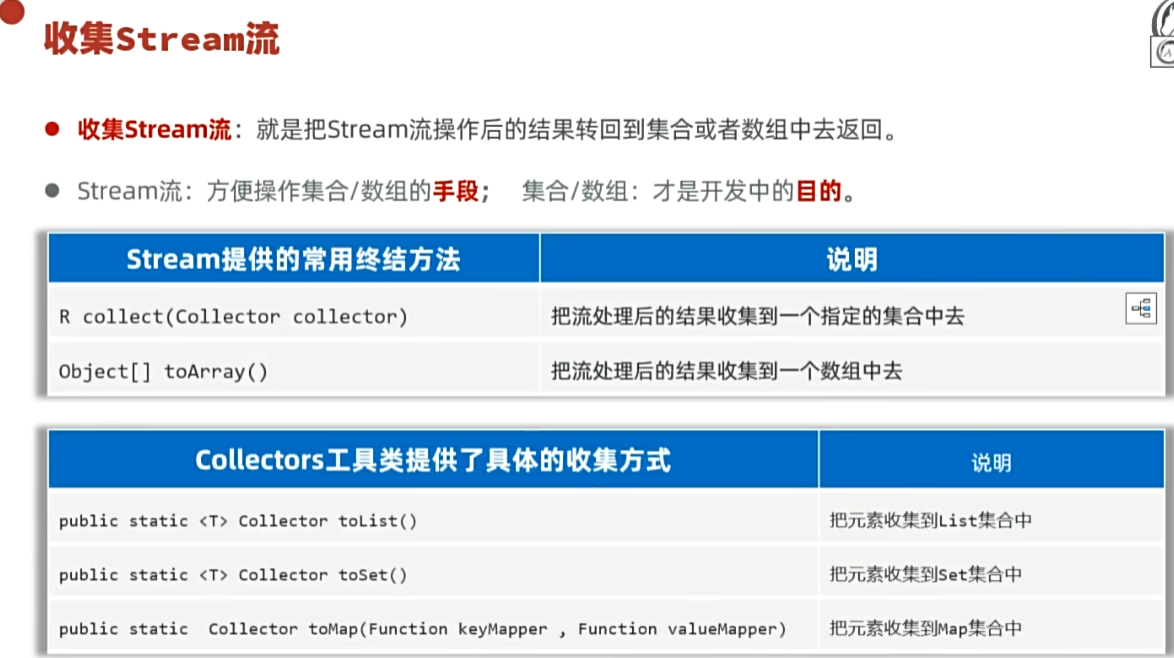 收集Stream流
收集Stream流：就是把Stream流操作后的结果转回到集合或者数组中去返回。
Stream流：方便操作集合/数组的手段； 集合/数组：才是开发中的目的。
Stream提供的常用终结方法 说明
R collect(Collector collector) 把流处理后的结果收集到一个指定的集合中去
Object[] toArray() 把流处理后的结果收集到一个数组中去
Collectors工具类提供了具体的收集方式 说明
public static <T> Collector toList() 把元素收集到List集合中
public static <T> Collector toSet() 把元素收集到Set集合中
public static  Collector toMap(Function keyMapper , Function valueMapper) 把元素收集到Map集合中